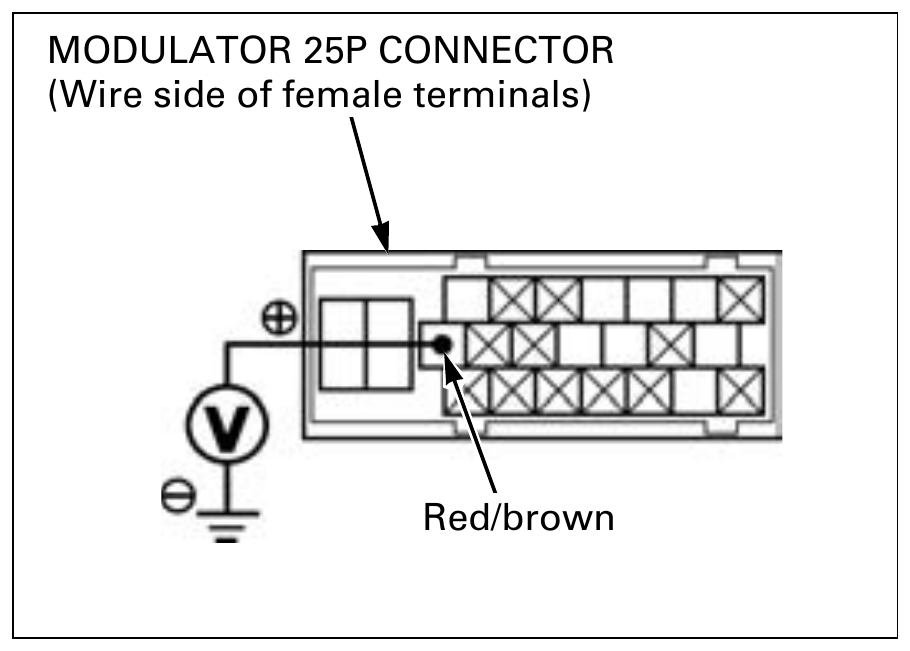 MODULATOR 25P CONNECTOR
(Wire side of female terminals)
⊕
V
⊖
Red/brown